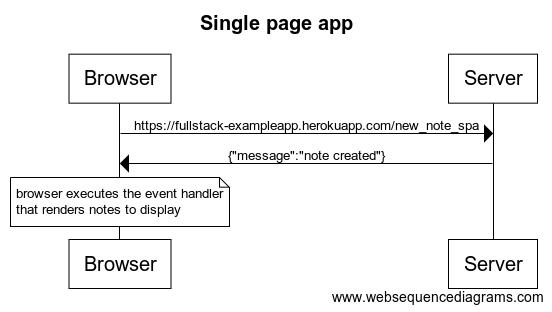 Single page app
Browser
Server
https://fullstack-exampleapp.herokuapp.com/new_note_spa
{"message":"note created"}
browser executes the event handler
that renders notes to display
Browser
Server
www.websequencediagrams.com